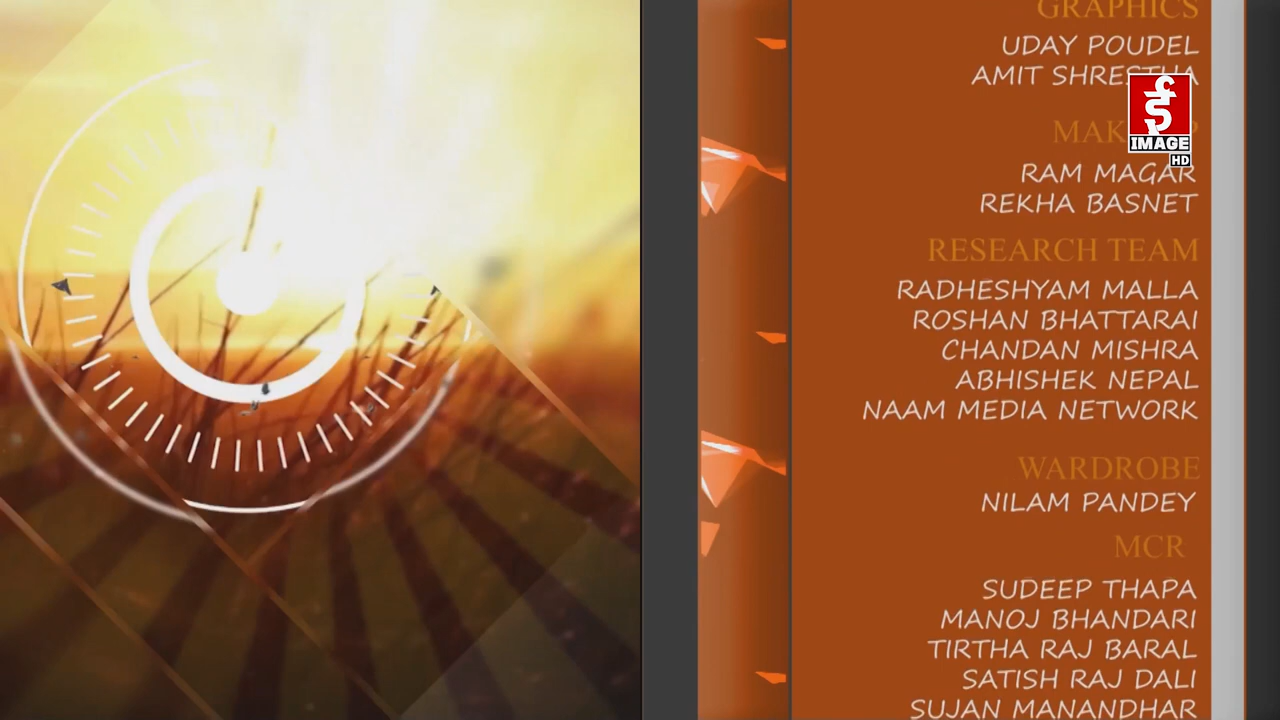 GRAPHICS
UDAY POUDEL
AMIT SHRESTHA
IMAGE
HD
RAM MAGAR
REKHA BASNET
RESEARCH TEAM
RADHESHYAM MALLA
ROSHAN BHATTARAI
CHANDAN MISHRA
ABHISHEK NEPAL
NAAM MEDIA NETWORK
WARDROBE
NILAM PANDEY
MCR
SUDEEP THAPA
MANOJ BHANDARI
TIRTHA RAJ BARAL
SATISH RAJ DALI
SUJAN MANANDHAR